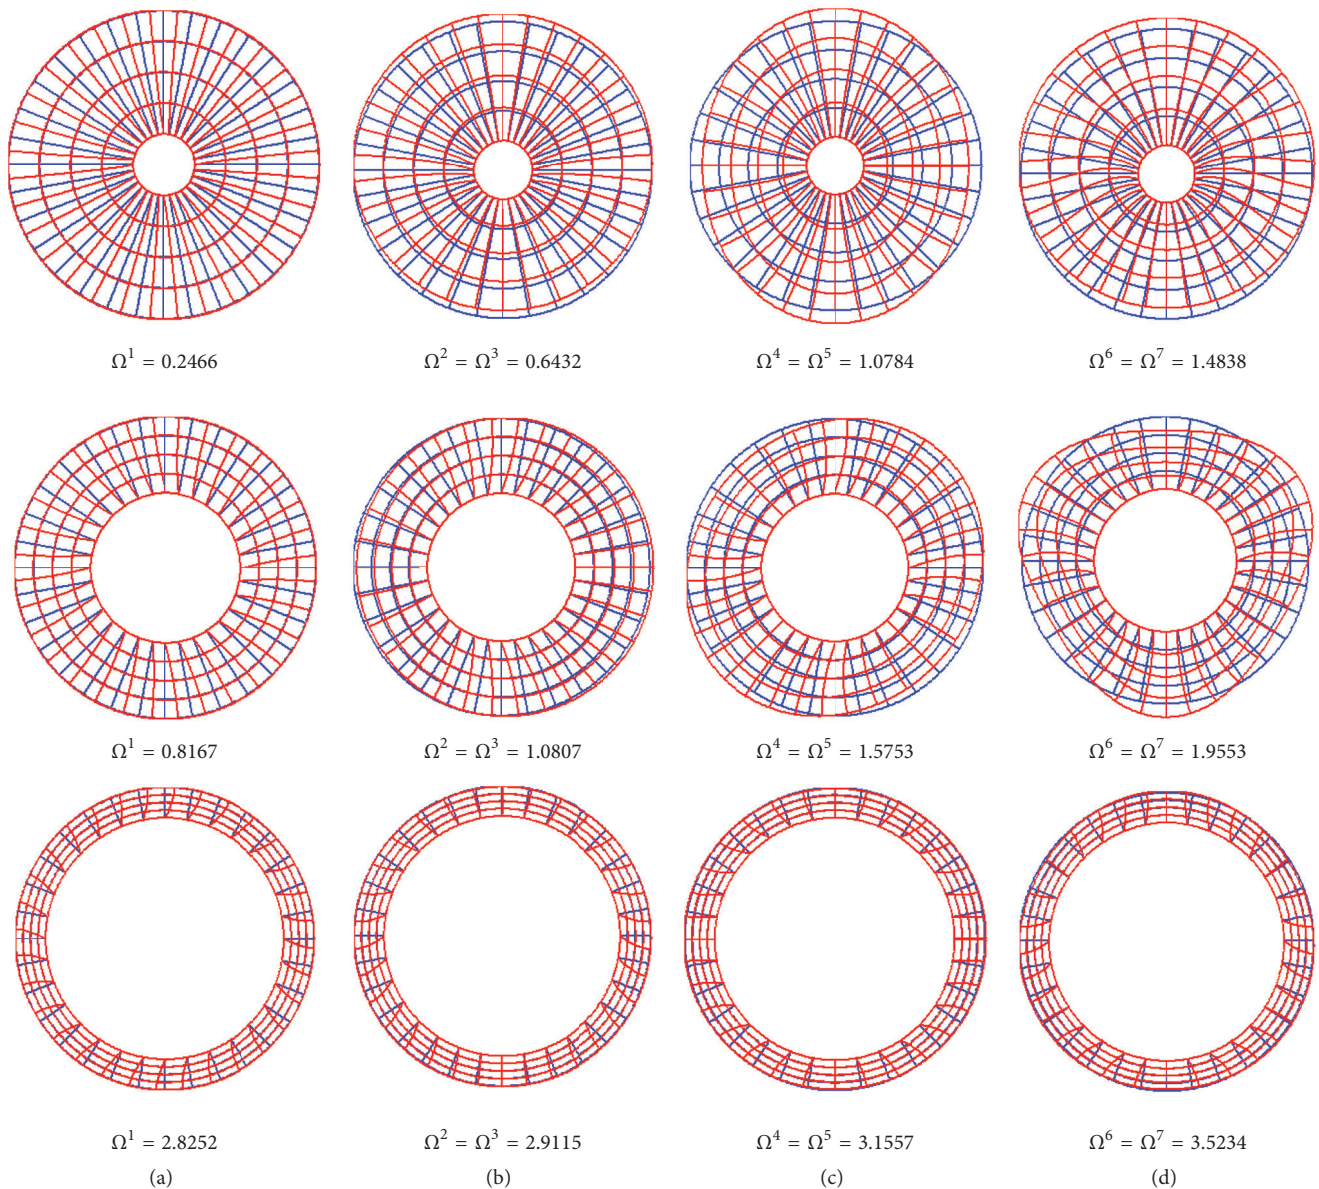 Ω¹ = 0.2466
Ω² = Ω³ = 0.6432
Ω⁴ = Ω⁵ = 1.0784
Ω⁶ = Ω⁷ = 1.4838
Ω¹ = 0.8167
Ω² = Ω³ = 1.0807
Ω⁴ = Ω⁵ = 1.5753
Ω⁶ = Ω⁷ = 1.9553
Ω¹ = 2.8252
Ω² = Ω³ = 2.9115
Ω⁴ = Ω⁵ = 3.1557
Ω⁶ = Ω⁷ = 3.5234
(a)
(b)
(c)
(d)